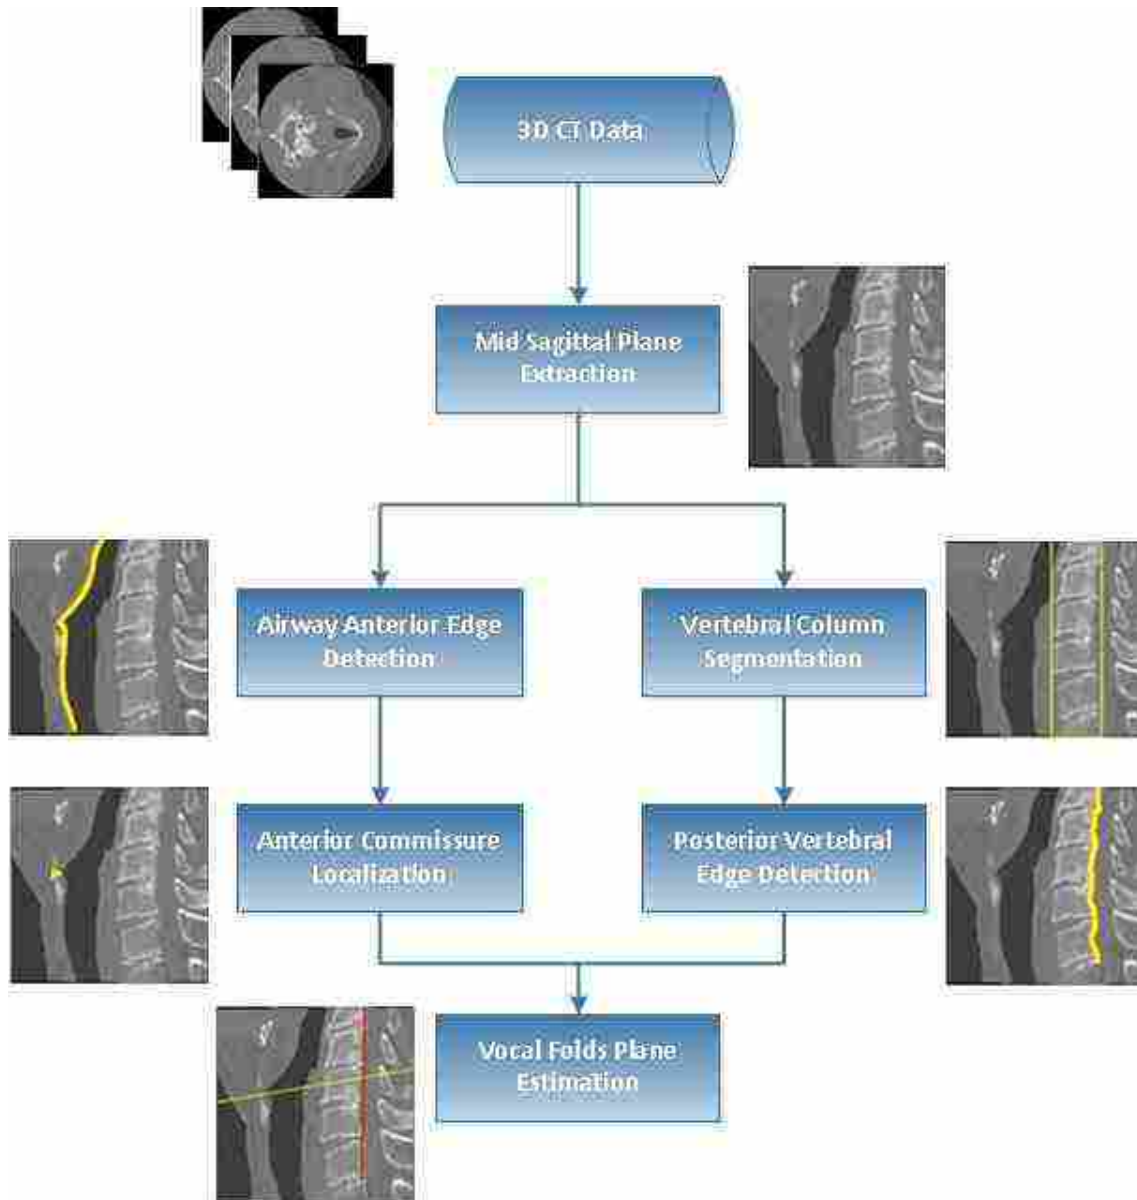 3D CT Data
Mid Sagittal Plane
Extraction
Airway Anterior Edge
Detection
Vertebral Column
Segmentation
Anterior Commissure
Localization
Posterior Vertebral
Edge Detection
Vocal Folds Plane
Estimation